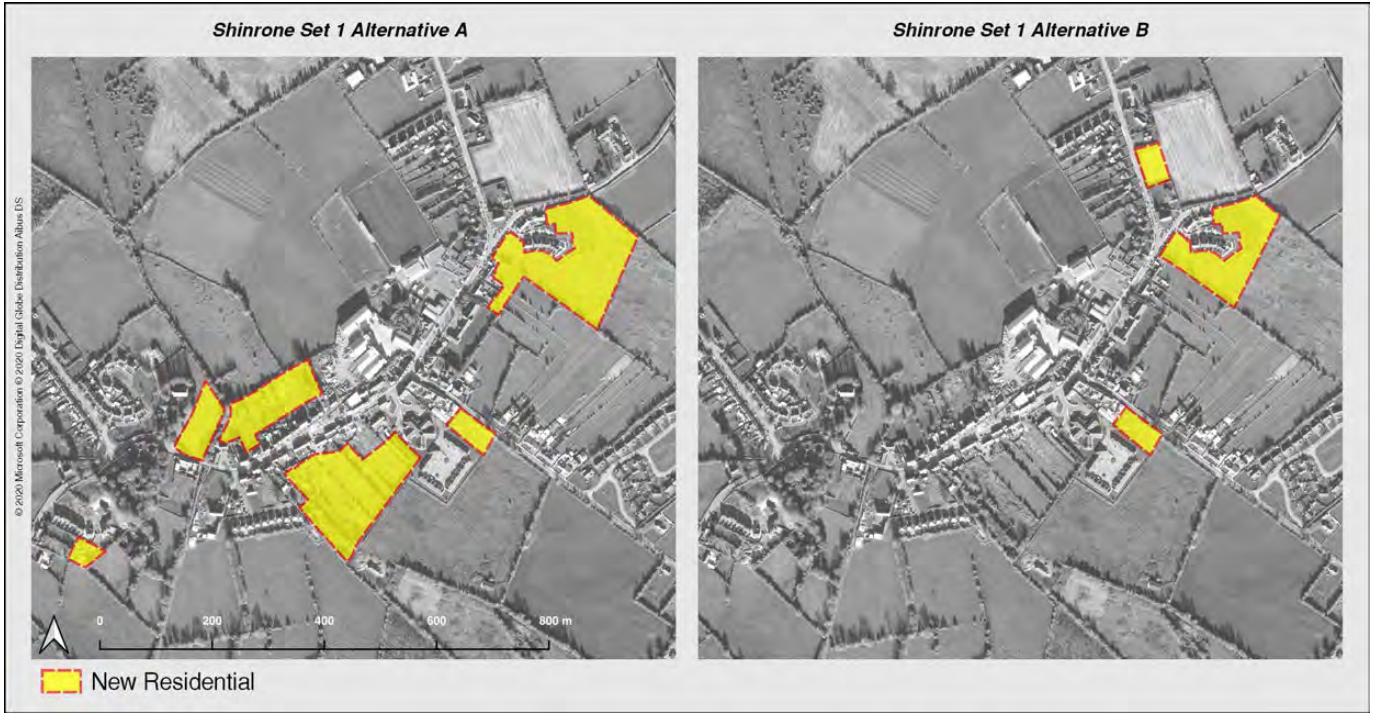 Shinrone Set 1 Alternative A
Shinrone Set 1 Alternative B
© 2020 Microsoft Corporation © 2020 Digital Globe Distribution Aibus DS
0 200 400 600 800 m
New Residential